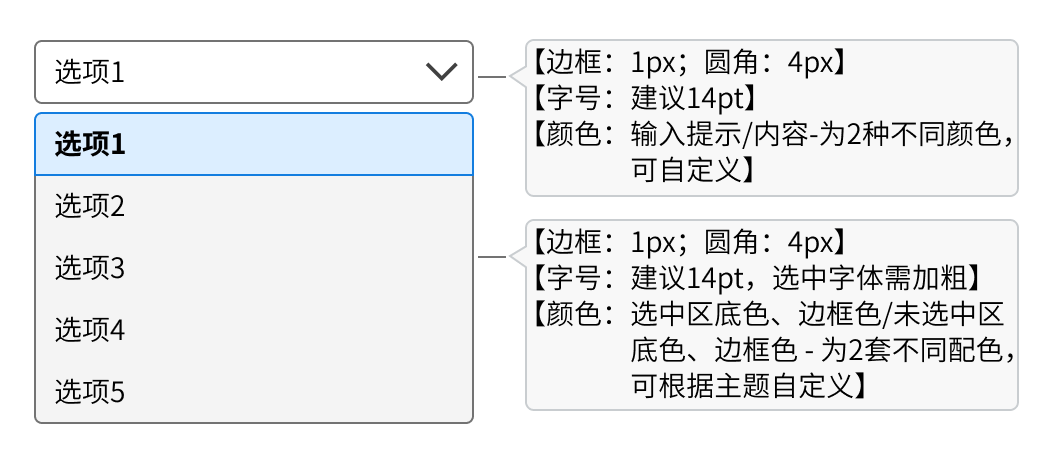 选项1
【边框：1px；圆角：4px】
【字号：建议14pt】
【颜色：输入提示/内容-为2种不同颜色，
可自定义】
选项1
选项2
选项3
选项4
选项5
【边框：1px；圆角：4px】
【字号：建议14pt，选中字体需加粗】
【颜色：选中区底色、边框色/未选中区
底色、边框色 - 为2套不同配色，
可根据主题自定义】